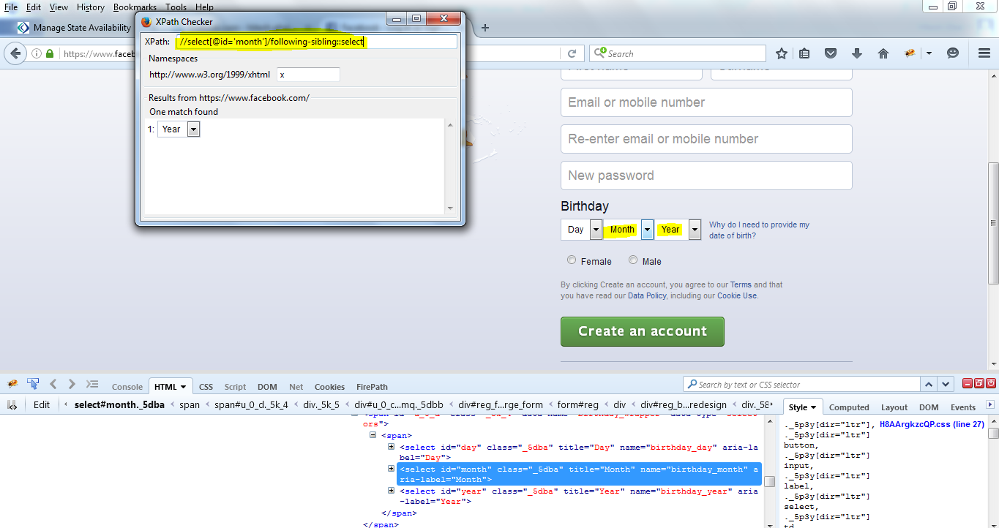 File Edit View History Bookmarks Tools Help
XPath Checker
Manage State Availability
XPath: //select[@id='month']/following-sibling::select
https://www.faceb
Search
Namespaces
http://www.w3.org/1999/xhtml x
Results from https://www.facebook.com/
One match found
1: Year
Email or mobile number
Re-enter email or mobile number
New password
Birthday
Day Month Year
Why do I need to provide my
date of birth?
Female Male
By clicking Create an account, you agree to our Terms and that
you have read our Data Policy, including our Cookie Use.
Create an account
Console HTML CSS Script DOM Net Cookies FirePath
Search by text or CSS selector
Edit select#month._5dba < span < span#u_0_d._5k_4 < div._5k_5 < div#u_0_c...mq._5dbb < div#reg_f...rge_form < form#reg < div < div#reg_b...redesign < div._58
Style Computed Layout DOM Events
ors">
<span>
<select id="day" class="_5dba" title="Day" name="birthday_day" aria-la
bel="Day">
<select id="month" class="_5dba" title="Month" name="birthday_month" a
ria-label="Month">
<select id="year" class="_5dba" title="Year" name="birthday_year" aria
-label="Year">
</span>
</span>
._5p3y[dir="ltr"], H8AArgkzcQP.css (line 27)
._5p3y[dir="ltr"]
button,
._5p3y[dir="ltr"]
input,
._5p3y[dir="ltr"]
label,
._5p3y[dir="ltr"]
select,
._5p3y[dir="ltr"]
td